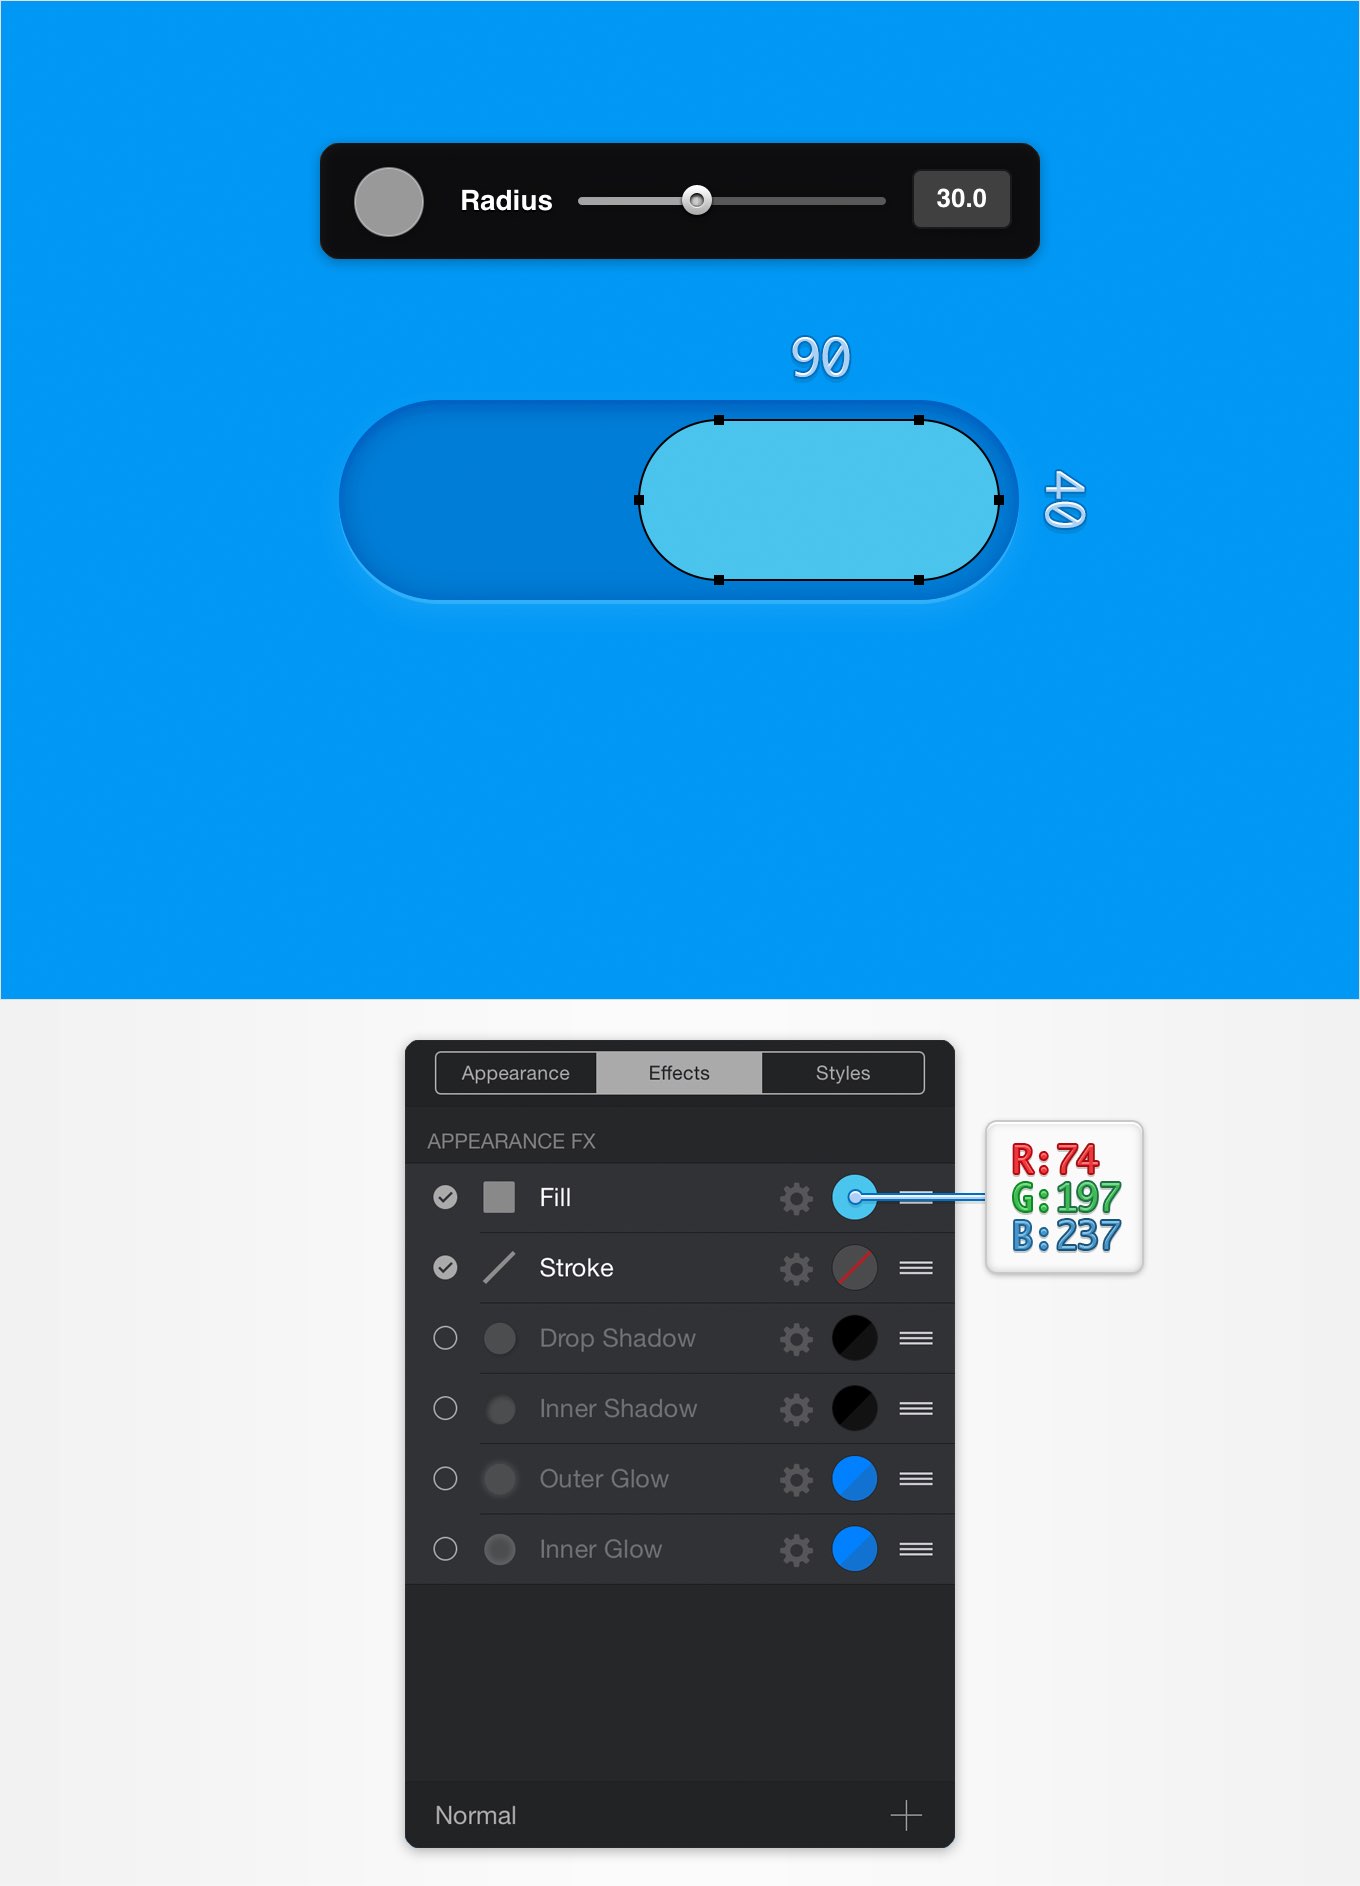 Radius 30.0
90
40
Appearance Effects Styles
APPEARANCE FX
Fill
R:74
G:197
B:237
Stroke
Drop Shadow
Inner Shadow
Outer Glow
Inner Glow
Normal